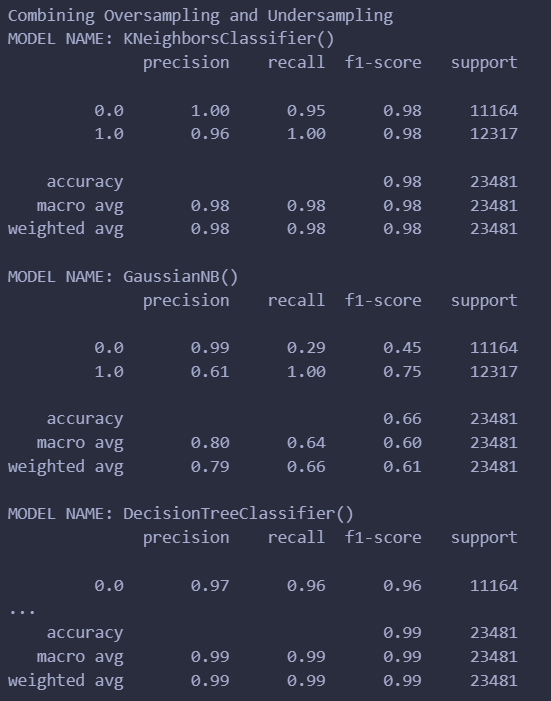 Combining Oversampling and Undersampling
MODEL NAME: KNeighborsClassifier()
precision recall f1-score support
0.0 1.00 0.95 0.98 11164
1.0 0.96 1.00 0.98 12317
accuracy 0.98 23481
macro avg 0.98 0.98 0.98 23481
weighted avg 0.98 0.98 0.98 23481
MODEL NAME: GaussianNB()
precision recall f1-score support
0.0 0.99 0.29 0.45 11164
1.0 0.61 1.00 0.75 12317
accuracy 0.66 23481
macro avg 0.80 0.64 0.60 23481
weighted avg 0.79 0.66 0.61 23481
MODEL NAME: DecisionTreeClassifier()
precision recall f1-score support
0.0 0.97 0.96 0.96 11164
...
accuracy 0.99 23481
macro avg 0.99 0.99 0.99 23481
weighted avg 0.99 0.99 0.99 23481